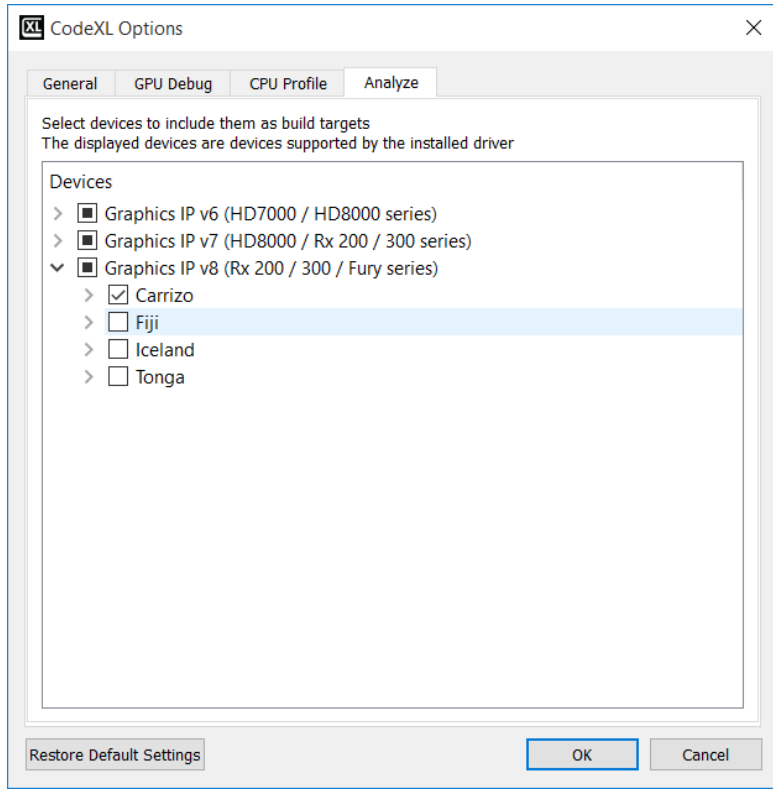 XL CodeXL Options
General GPU Debug CPU Profile Analyze
Select devices to include them as build targets
The displayed devices are devices supported by the installed driver
Devices
Graphics IP v6 (HD7000 / HD8000 series)
Graphics IP v7 (HD8000 / Rx 200 / 300 series)
Graphics IP v8 (Rx 200 / 300 / Fury series)
Carrizo
Fiji
Iceland
Tonga
Restore Default Settings OK Cancel